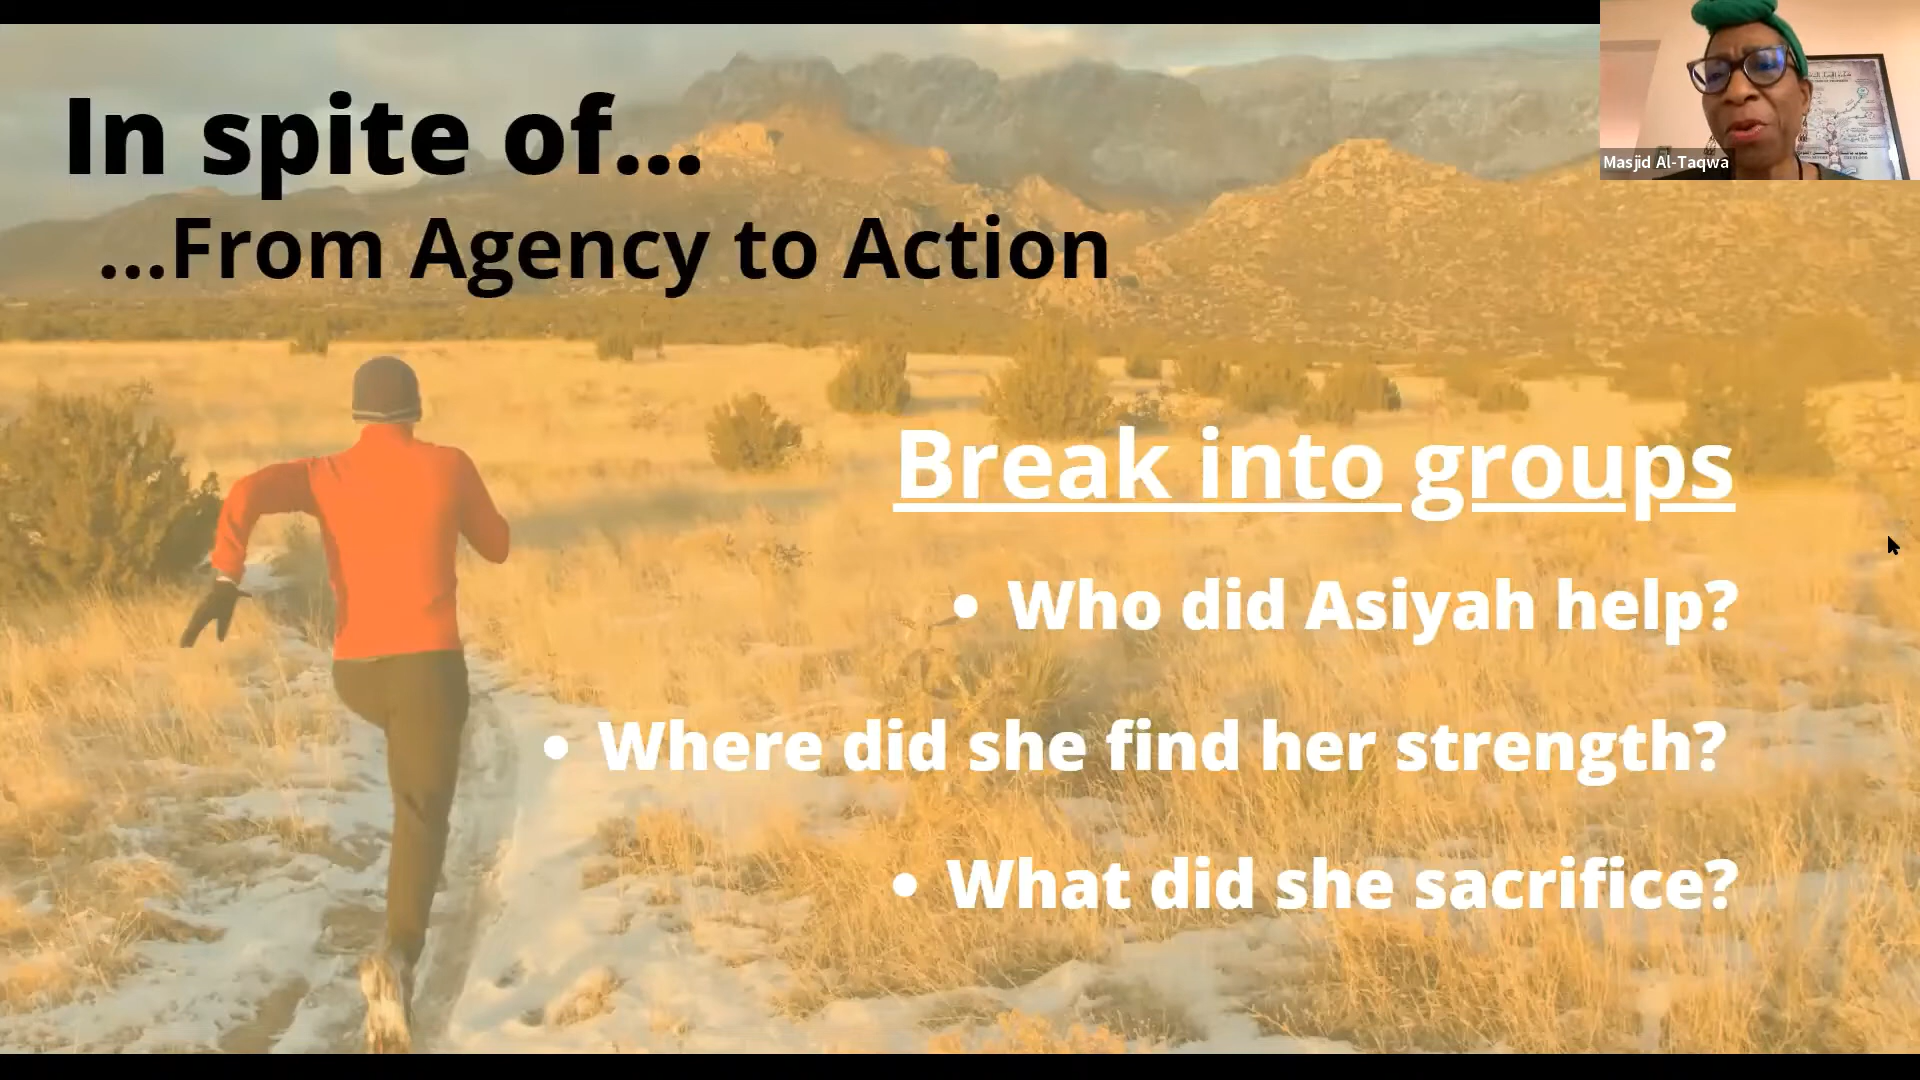 In spite of...
...From Agency to Action
Masjid Al-Taqwa
Break into groups
• Who did Asiyah help?
• Where did she find her strength?
• What did she sacrifice?